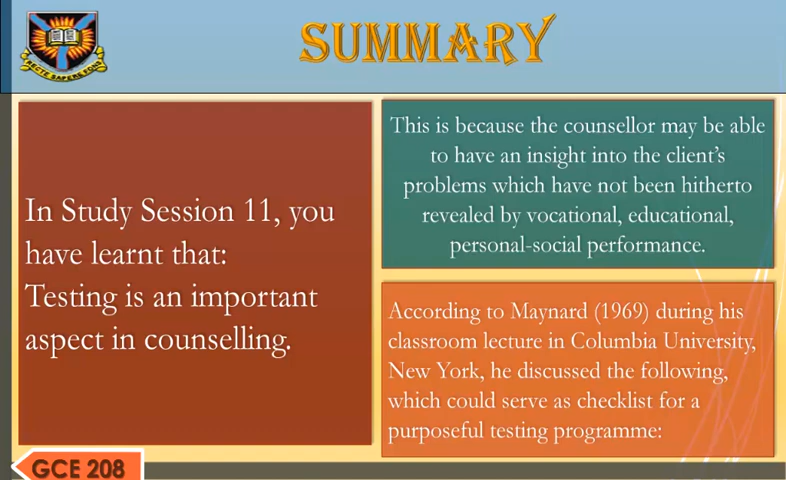 SUMMARY
In Study Session 11, you
have learnt that:
Testing is an important
aspect in counselling.
This is because the counsellor may be able
to have an insight into the client's
problems which have not been hitherto
revealed by vocational, educational,
personal-social performance.
According to Maynard (1969) during his
classroom lecture in Columbia University,
New York, he discussed the following,
which could serve as checklist for a
purposeful testing programme:
GCE 208